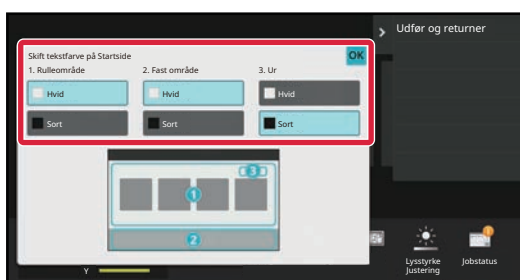 Udfør og returner
Skift tekstfarve på Startside
OK
1. Rulleområde
2. Fast område
3. Ur
Hvid
Hvid
Hvid
Sort
Sort
Sort
3
1
2
Lysstyrke
Justering
Jobstatus
Y